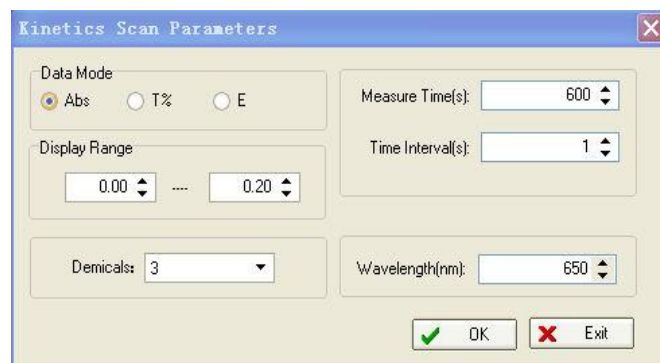 Kinetics Scan Parameters
Data Mode
Abs T% E
Display Range
0.00 ---- 0.20
Demicals: 3
Measure Time(s): 600
Time Interval(s): 1
Wavelength(nm): 650
OK Exit